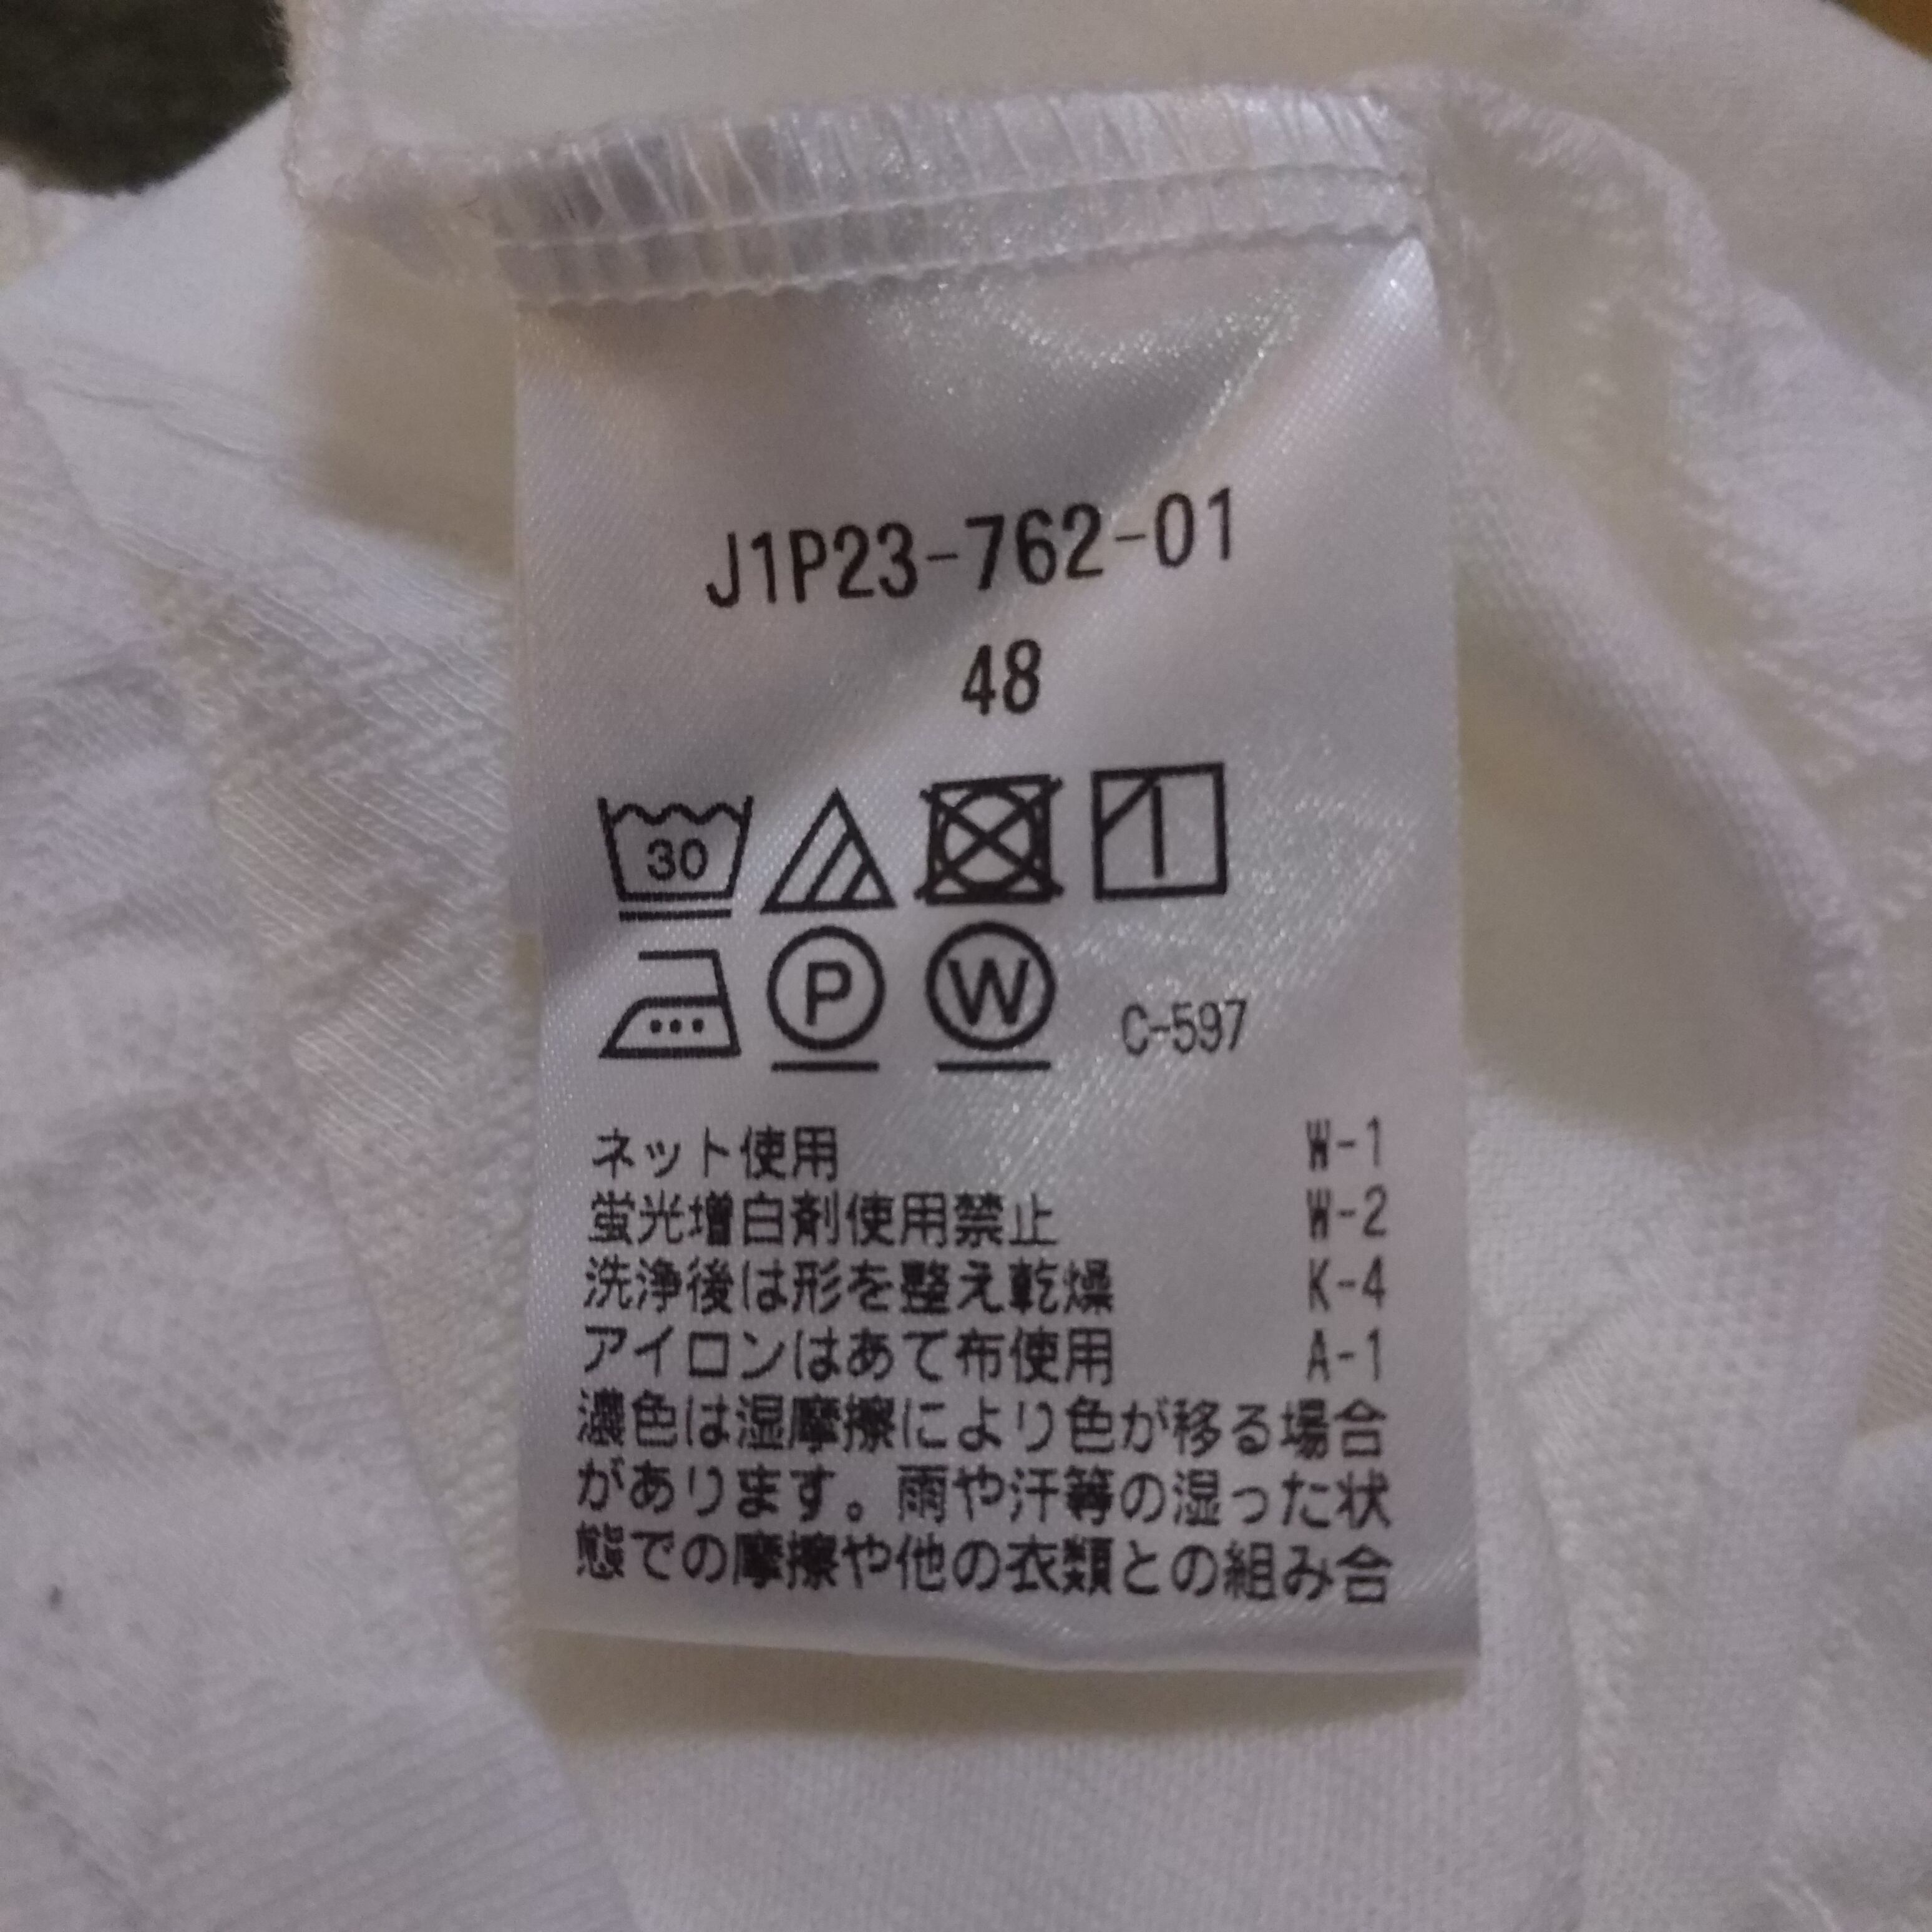 J1P23-762-01
48
30
P W C-597
ネット使用 W-1
蛍光増白剤使用禁止 W-2
洗浄後は形を整え乾燥 K-4
アイロンはあて布使用 A-1
濃色は湿摩擦により色が移る場合
があります。雨や汗等の湿った状
態での摩擦や他の衣類との組み合